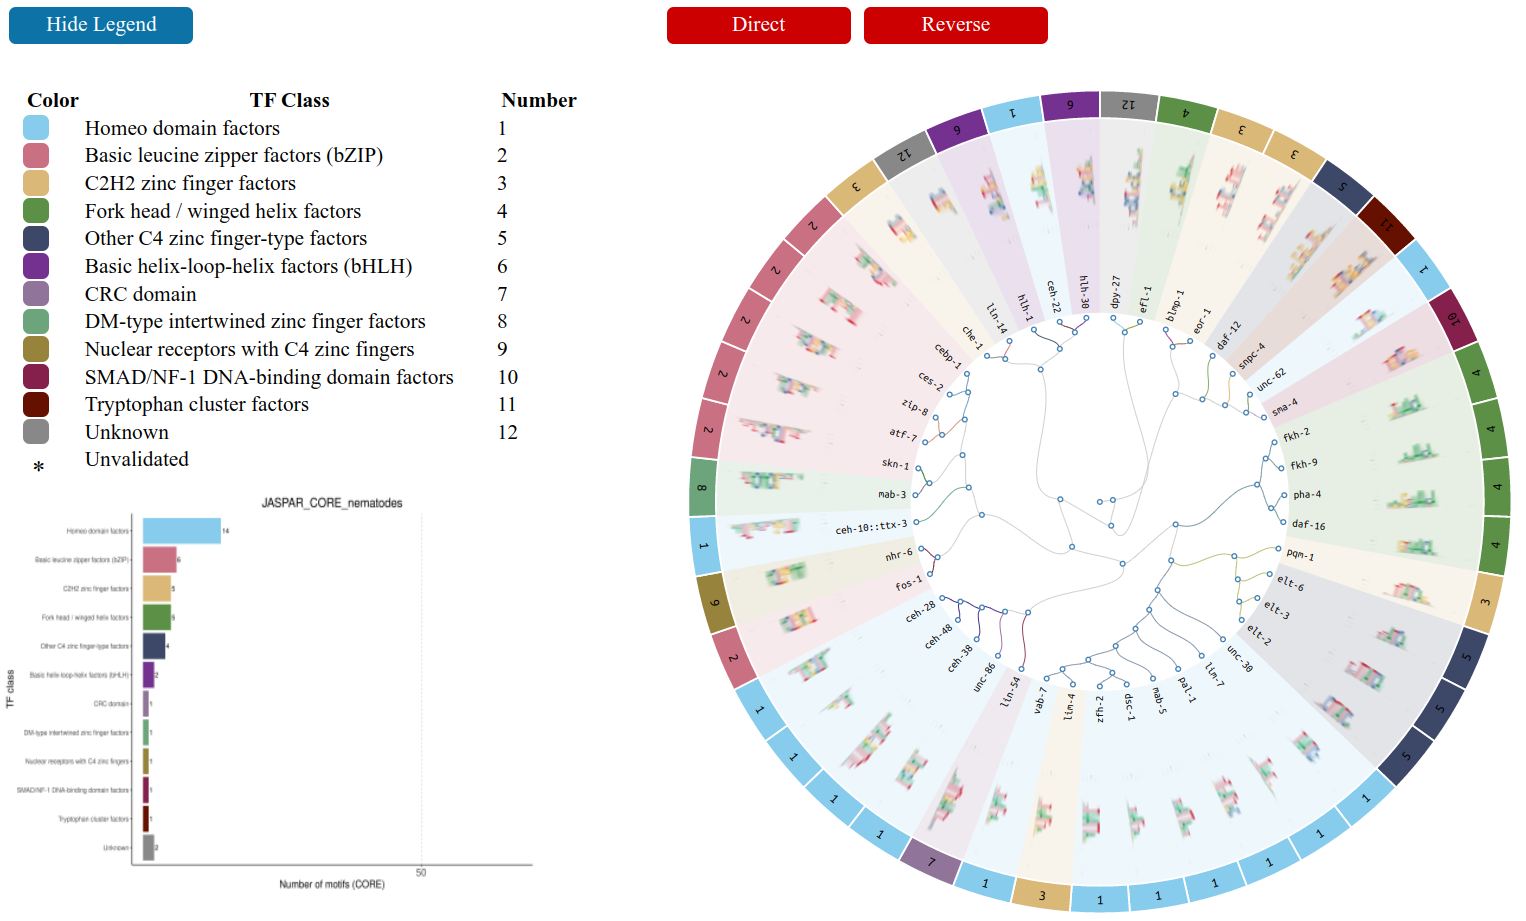 Hide Legend
Direct
Reverse
Color TF Class Number
Homeo domain factors 1
Basic leucine zipper factors (bZIP) 2
C2H2 zinc finger factors 3
Fork head / winged helix factors 4
Other C4 zinc finger-type factors 5
Basic helix-loop-helix factors (bHLH) 6
CRC domain 7
DM-type intertwined zinc finger factors 8
Nuclear receptors with C4 zinc fingers 9
SMAD/NF-1 DNA-binding domain factors 10
Tryptophan cluster factors 11
Unknown 12
* Unvalidated
JASPAR_CORE_nematodes
TF class
Homeo domain factors 14
Basic leucine zipper factors (bZIP) 6
C2H2 zinc finger factors 5
Fork head / winged helix factors 5
Other C4 zinc finger-type factors 4
Basic helix-loop-helix factors (bHLH) 2
CRC domain 1
DM-type intertwined zinc finger factors 1
Nuclear receptors with C4 zinc fingers 1
SMAD/NF-1 DNA-binding domain factors 1
Tryptophan cluster factors 1
Unknown 2
50
Number of motifs (CORE)
12
4
3
3
5
11
1
10
4
4
4
4
3
5
5
5
1
1
1
1
1
1
3
1
7
1
1
1
1
2
9
1
8
2
2
2
2
2
3
12
6
1
6
dpy-27
efl-1
blmp-1
eor-1
daf-12
snpc-4
unc-62
sma-4
fkh-2
fkh-9
pha-4
daf-16
pqm-1
elt-6
elt-3
elt-2
unc-30
lim-7
pal-1
mab-5
dsc-1
zfh-2
lim-4
vab-7
lin-54
unc-86
ceh-38
ceh-48
ceh-28
fos-1
nhr-6
ceh-10::ttx-3
mab-3
skn-1
atf-7
zip-8
ces-2
cebp-1
che-1
lin-14
hlh-1
ceh-22
hlh-30